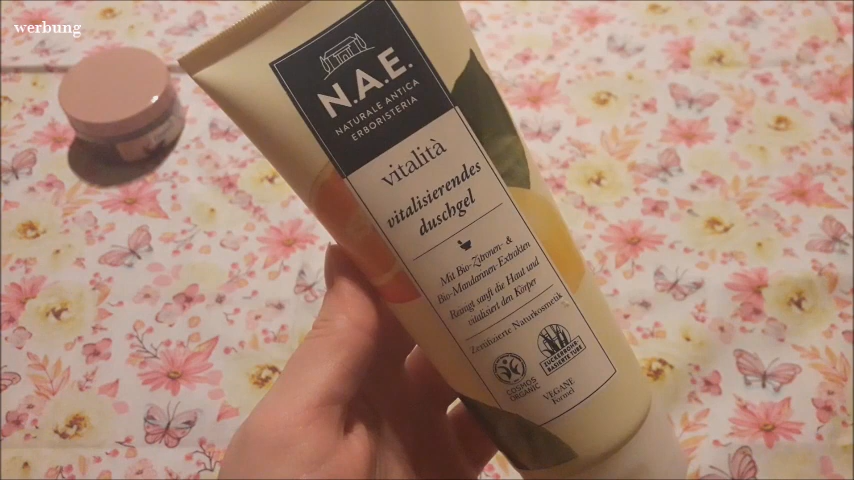 werbung
N.A.E.
NATURALE ANTICA
ERBORISTERIA
vitalità
vitalisierendes
duschgel
Mit Bio-Zitronen- &
Bio-Mandarinen-Extrakten
Reinigt sanft die Haut und
vitalisiert den Körper
Zertifizierte Naturkosmetik
COSMOS
ORGANIC
ZUCKERROHR-
BASIERTE TUBE
VEGANE
Formel